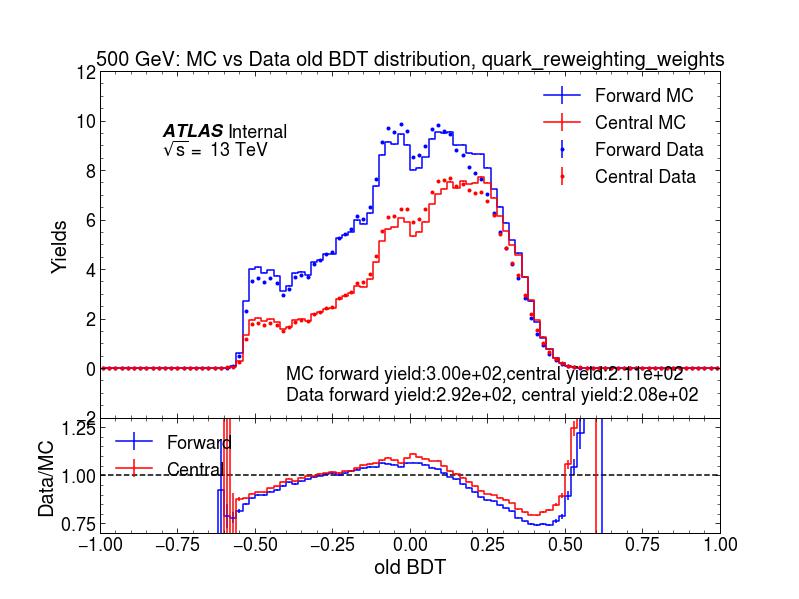 500 GeV: MC vs Data old BDT distribution, quark_reweighting_weights
12
10
8
6
4
2
0
−2
Yields
ATLAS Internal
√s = 13 TeV
Forward MC
Central MC
Forward Data
Central Data
MC forward yield:3.00e+02,central yield:2.11e+02
Data forward yield:2.92e+02, central yield:2.08e+02
1.25
1.00
0.75
Data/MC
Forward
Central
−1.00 −0.75 −0.50 −0.25 0.00 0.25 0.50 0.75 1.00
old BDT